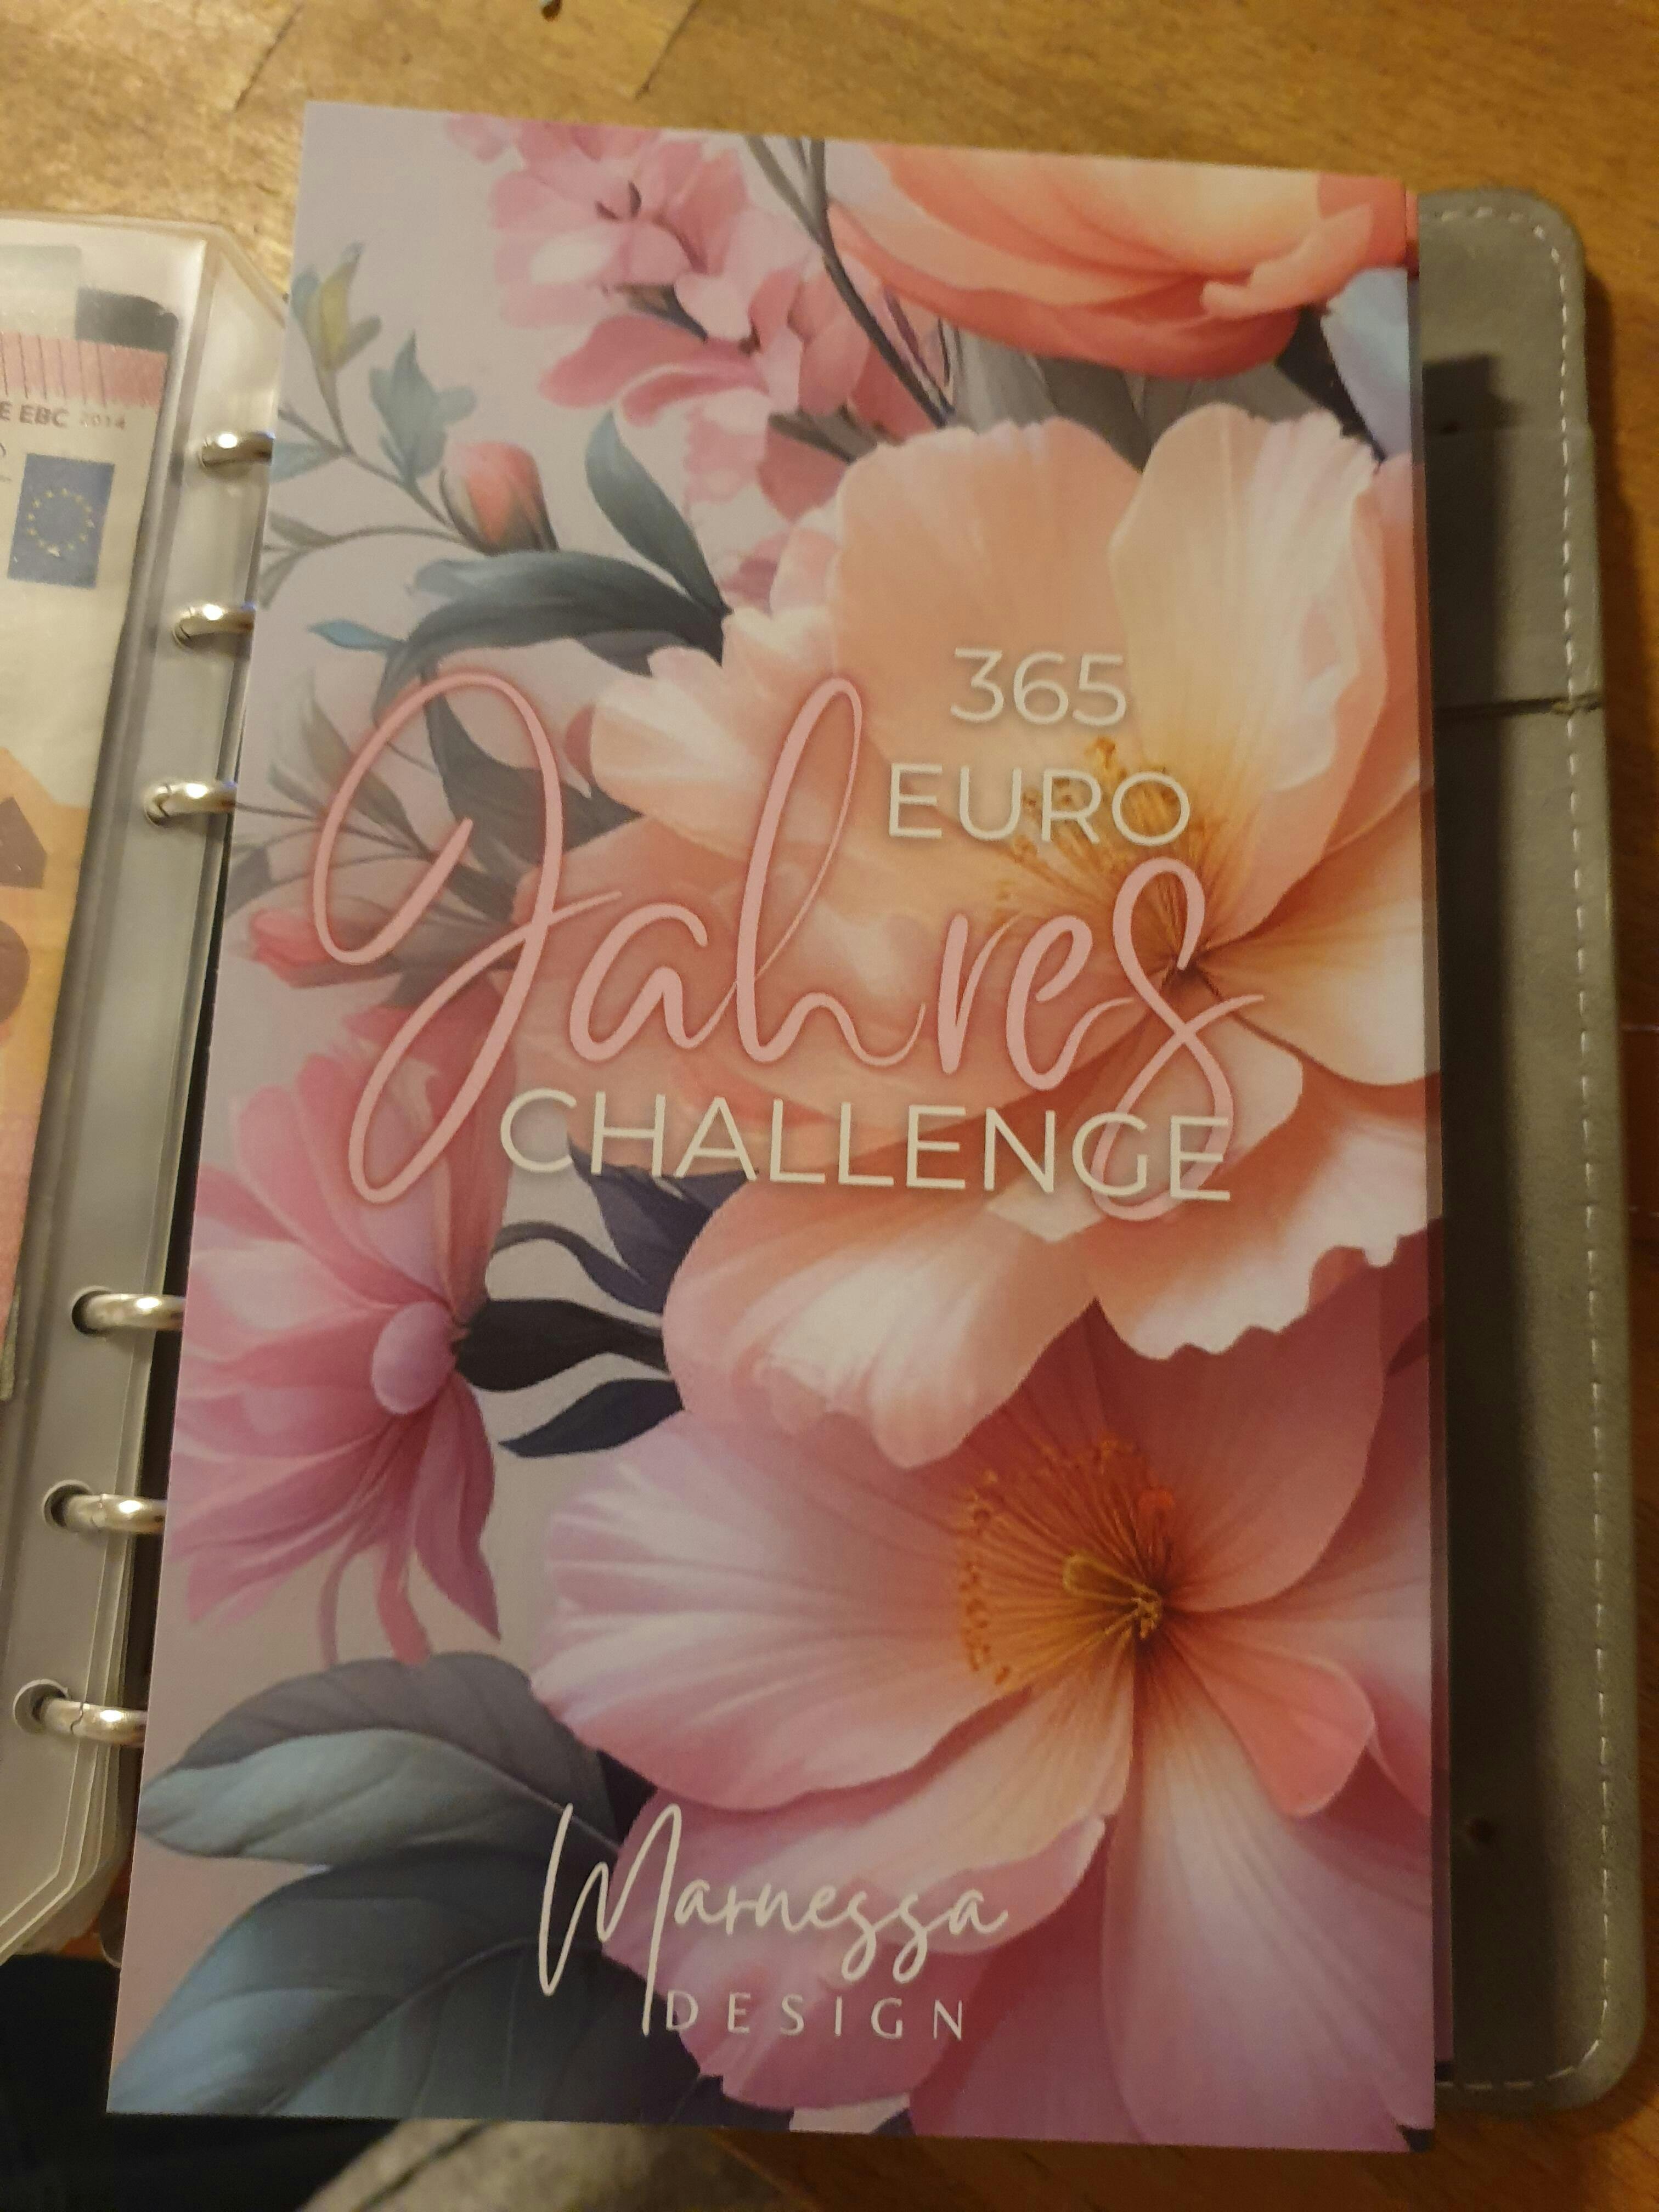 E EBC 2014
365
EURO
Jahres
CHALLENGE
Marnessa
DESIGN